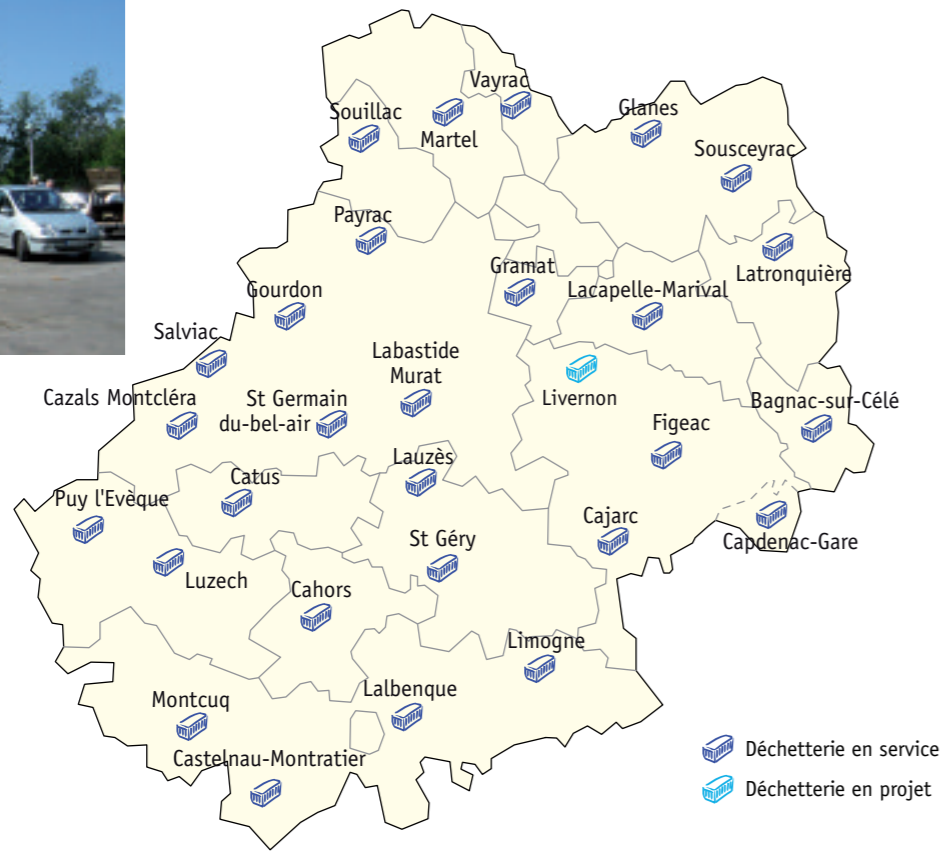 Vayrac
Glanes
Souillac
Martel
Sousceyrac
Payrac
Gramat
Latronquière
Lacapelle-Marival
Gourdon
Salviac
Labastide
Murat
Livernon
Cazals Montcléra
St Germain
du-bel-air
Bagnac-sur-Célé
Figeac
Lauzès
Catus
Puy l'Evèque
Cajarc
St Géry
Capdenac-Gare
Luzech
Cahors
Limogne
Montcuq
Lalbenque
Castelnau-Montratier
Déchetterie en service
Déchetterie en projet